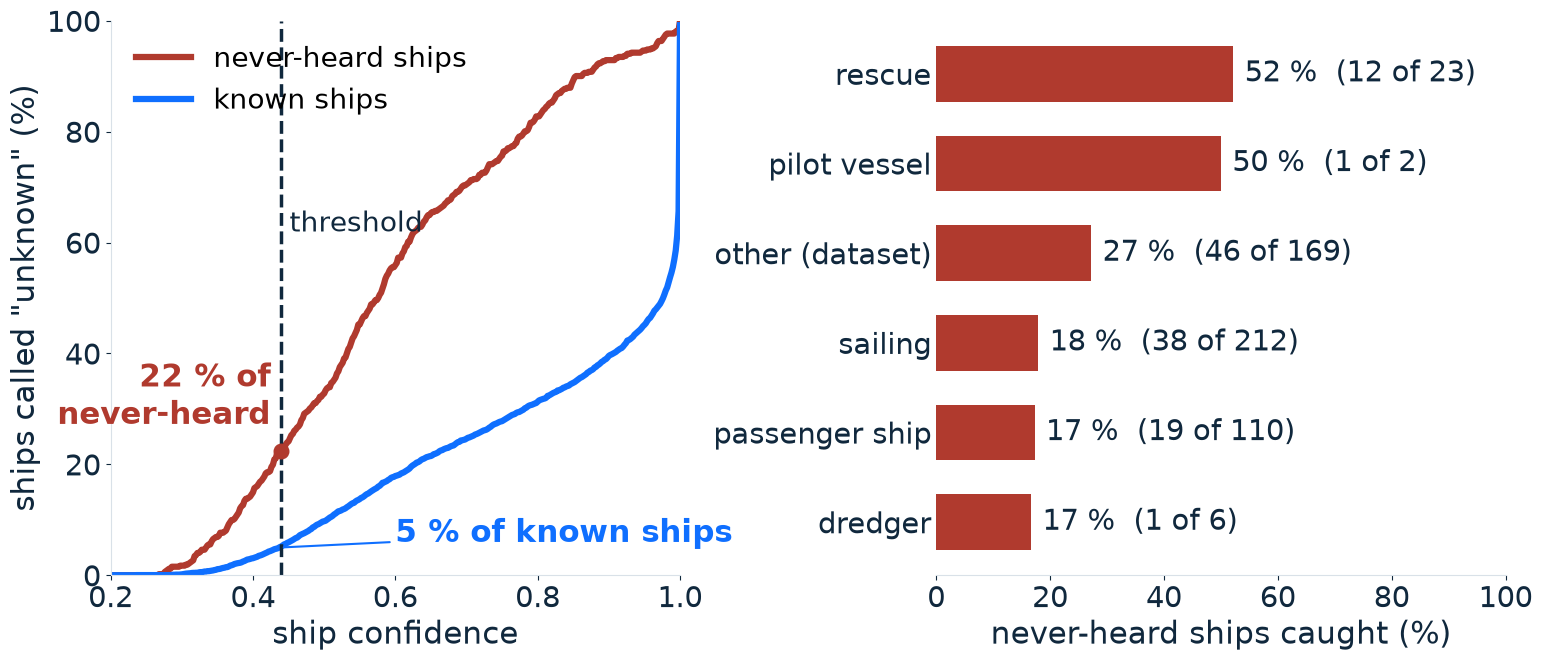 ships called "unknown" (%)
100
80
60
40
20
0
never-heard ships
known ships
threshold
22 % of
never-heard
5 % of known ships
0.2 0.4 0.6 0.8 1.0
ship confidence
rescue 52 % (12 of 23)
pilot vessel 50 % (1 of 2)
other (dataset) 27 % (46 of 169)
sailing 18 % (38 of 212)
passenger ship 17 % (19 of 110)
dredger 17 % (1 of 6)
0 20 40 60 80 100
never-heard ships caught (%)